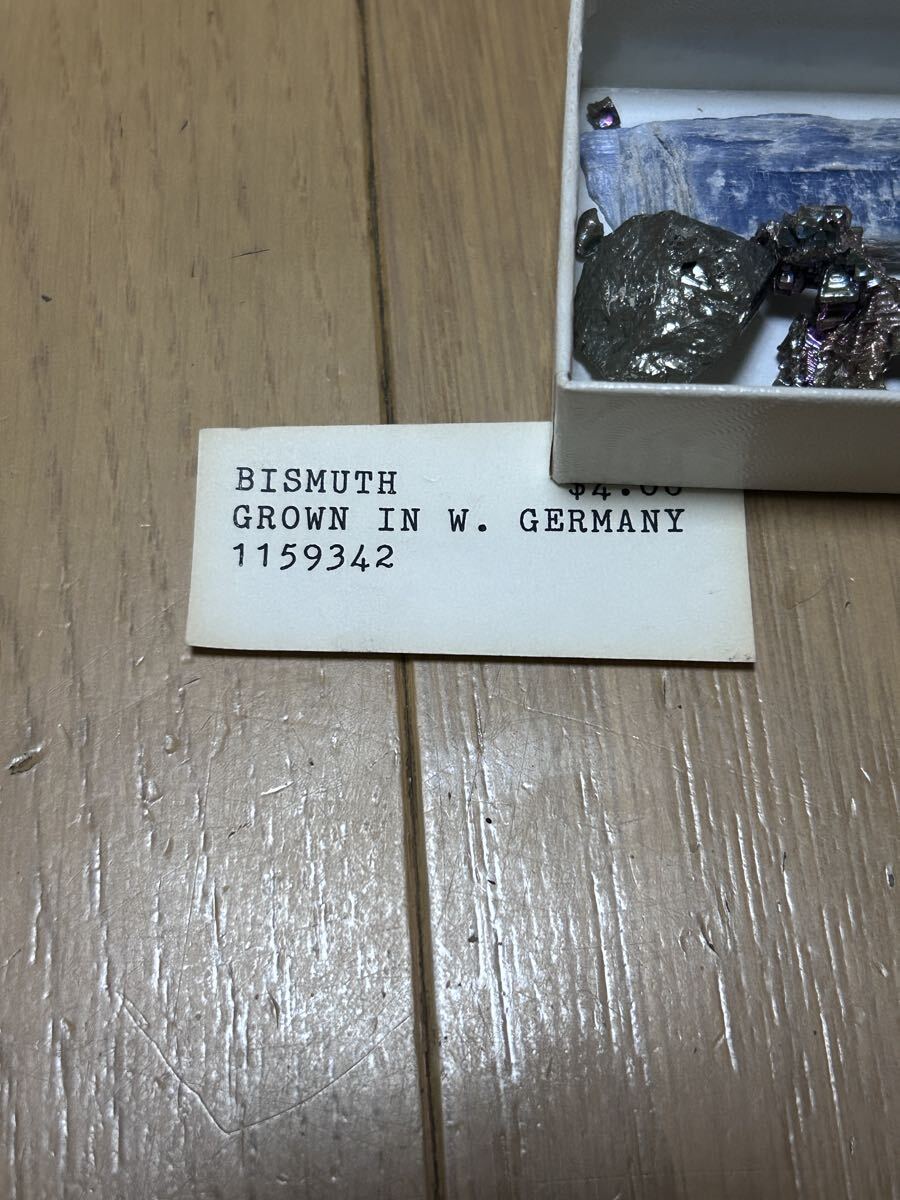 BISMUTH
GROWN IN W. GERMANY
1159342